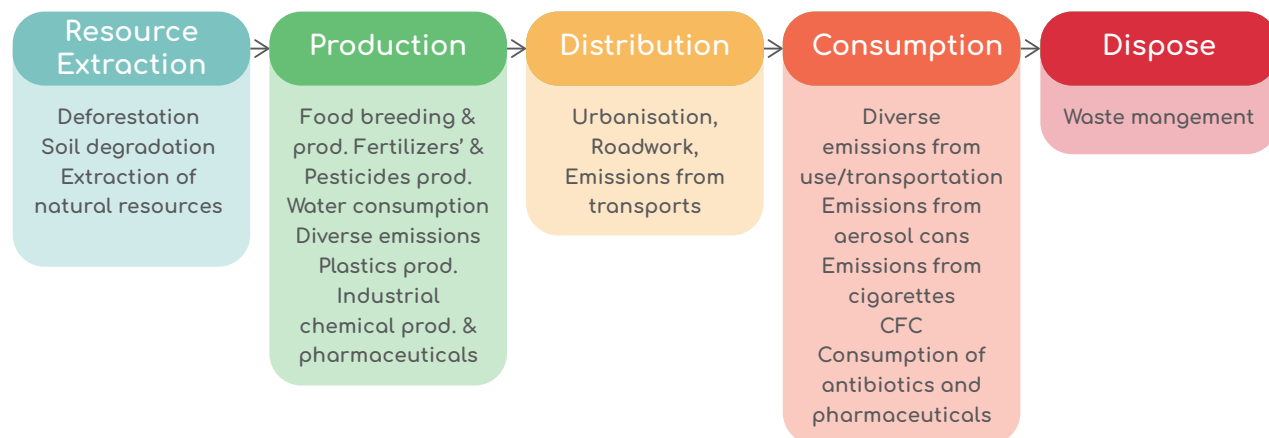 Resource
Extraction
Deforestation
Soil degradation
Extraction of
natural resources
Production
Food breeding &
prod. Fertilizers’ &
Pesticides prod.
Water consumption
Diverse emissions
Plastics prod.
Industrial
chemical prod. &
pharmaceuticals
Distribution
Urbanisation,
Roadwork,
Emissions from
transports
Consumption
Diverse
emissions from
use/transportation
Emissions from
aerosol cans
Emissions from
cigarettes
CFC
Consumption of
antibiotics and
pharmaceuticals
Dispose
Waste mangement